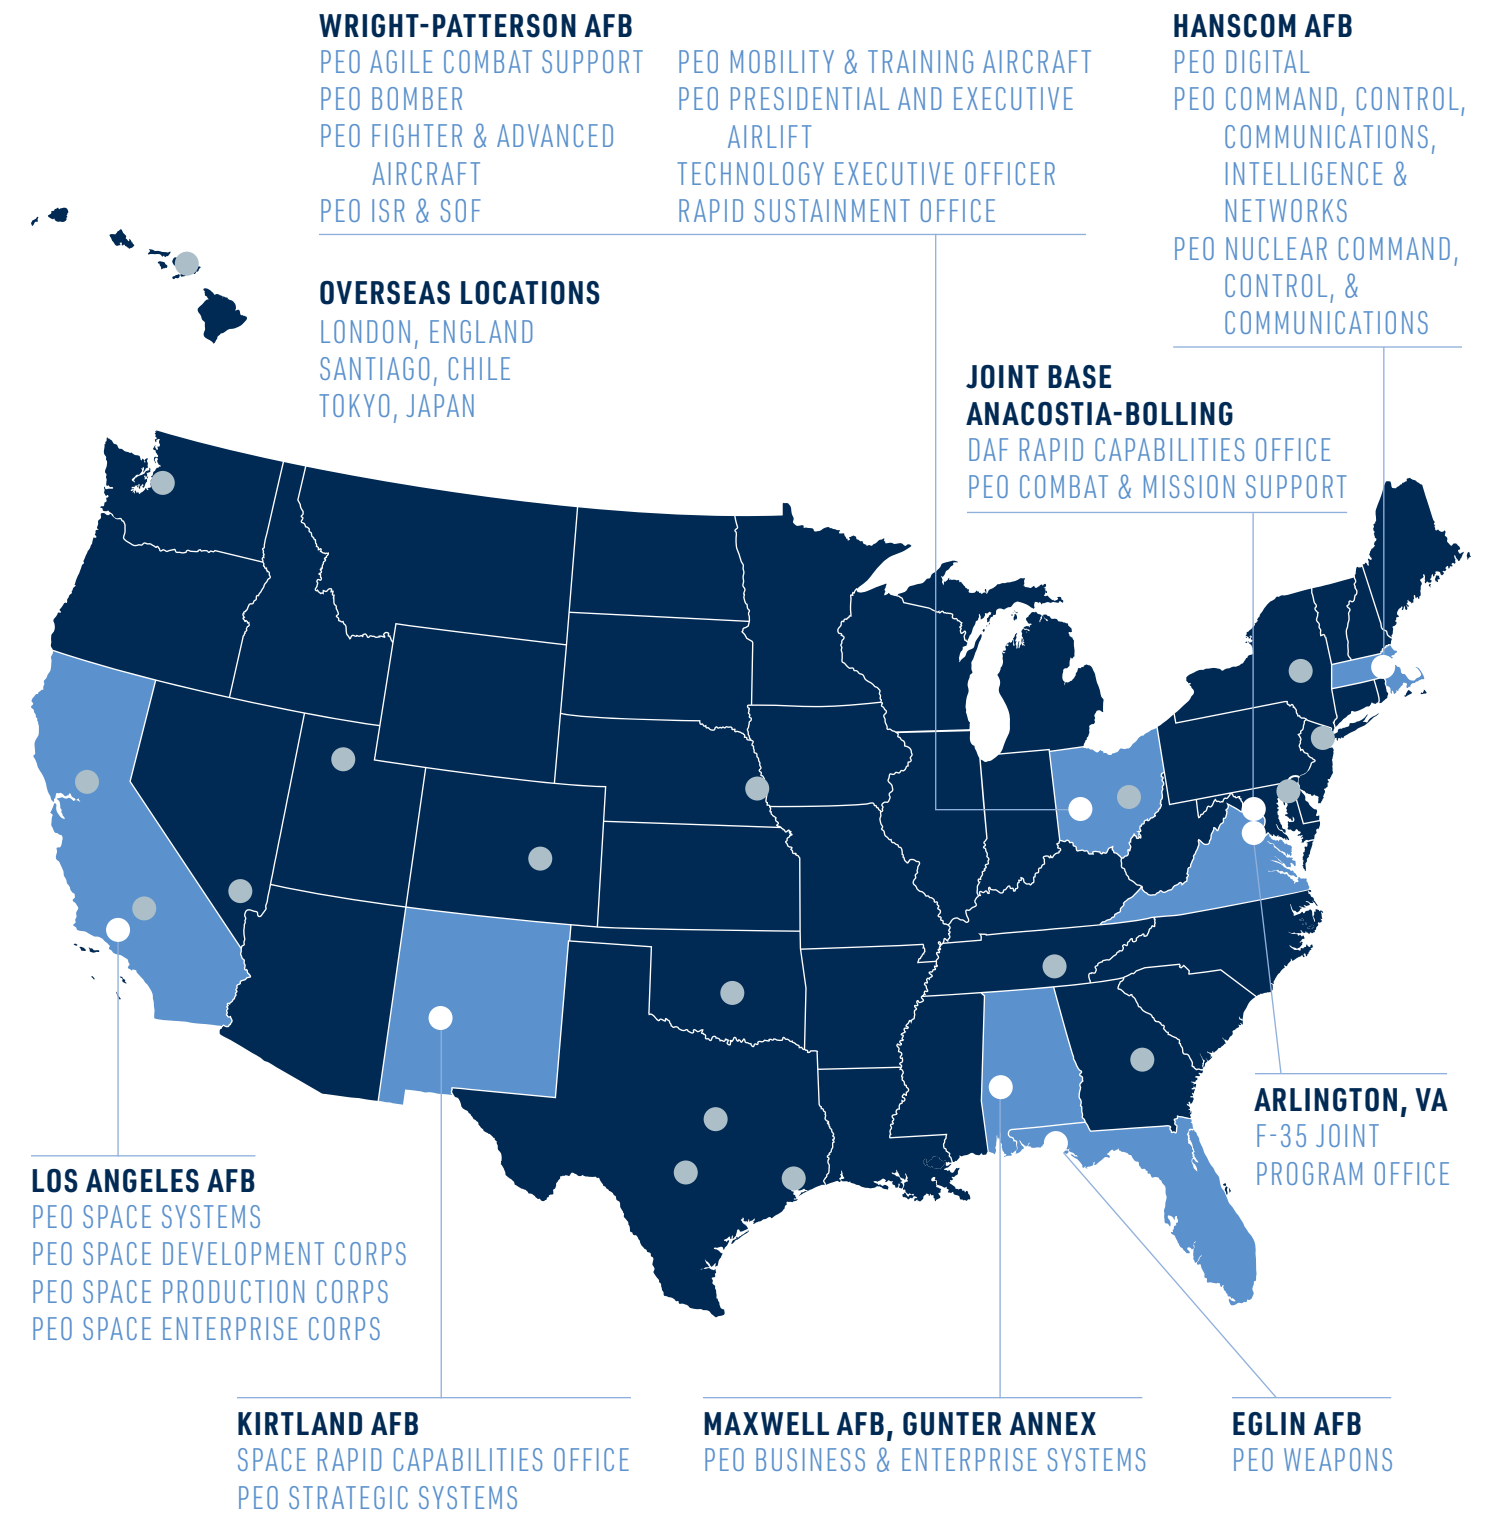 WRIGHT-PATTERSON AFB
PEO AGILE COMBAT SUPPORT
PEO BOMBER
PEO FIGHTER & ADVANCED
AIRCRAFT
PEO ISR & SOF
PEO MOBILITY & TRAINING AIRCRAFT
PEO PRESIDENTIAL AND EXECUTIVE
AIRLIFT
TECHNOLOGY EXECUTIVE OFFICER
RAPID SUSTAINMENT OFFICE
HANSCOM AFB
PEO DIGITAL
PEO COMMAND, CONTROL,
COMMUNICATIONS,
INTELLIGENCE &
NETWORKS
PEO NUCLEAR COMMAND,
CONTROL, &
COMMUNICATIONS
OVERSEAS LOCATIONS
LONDON, ENGLAND
SANTIAGO, CHILE
TOKYO, JAPAN
JOINT BASE
ANACOSTIA-BOLLING
DAF RAPID CAPABILITIES OFFICE
PEO COMBAT & MISSION SUPPORT
ARLINGTON, VA
F-35 JOINT
PROGRAM OFFICE
LOS ANGELES AFB
PEO SPACE SYSTEMS
PEO SPACE DEVELOPMENT CORPS
PEO SPACE PRODUCTION CORPS
PEO SPACE ENTERPRISE CORPS
KIRTLAND AFB
SPACE RAPID CAPABILITIES OFFICE
PEO STRATEGIC SYSTEMS
MAXWELL AFB, GUNTER ANNEX
PEO BUSINESS & ENTERPRISE SYSTEMS
EGLIN AFB
PEO WEAPONS